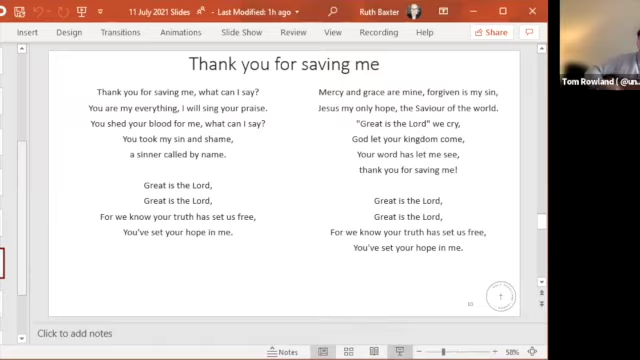 11 July 2021 Slides
- Last Modified: 1h ago
Ruth Baxter
Insert Design Transitions Animations Slide Show Review View Recording Help Share
Tom Rowland ( @un...
Thank you for saving me
Thank you for saving me, what can I say?
You are my everything, I will sing your praise.
You shed your blood for me, what can I say?
You took my sin and shame,
a sinner called by name.
Great is the Lord,
Great is the Lord,
For we know your truth has set us free,
You've set your hope in me.
Mercy and grace are mine, forgiven is my sin,
Jesus my only hope, the Saviour of the world.
"Great is the Lord" we cry,
God let your kingdom come,
Your word has let me see,
thank you for saving me!
Great is the Lord,
Great is the Lord,
For we know your truth has set us free,
You've set your hope in me.
Click to add notes
Notes
58%